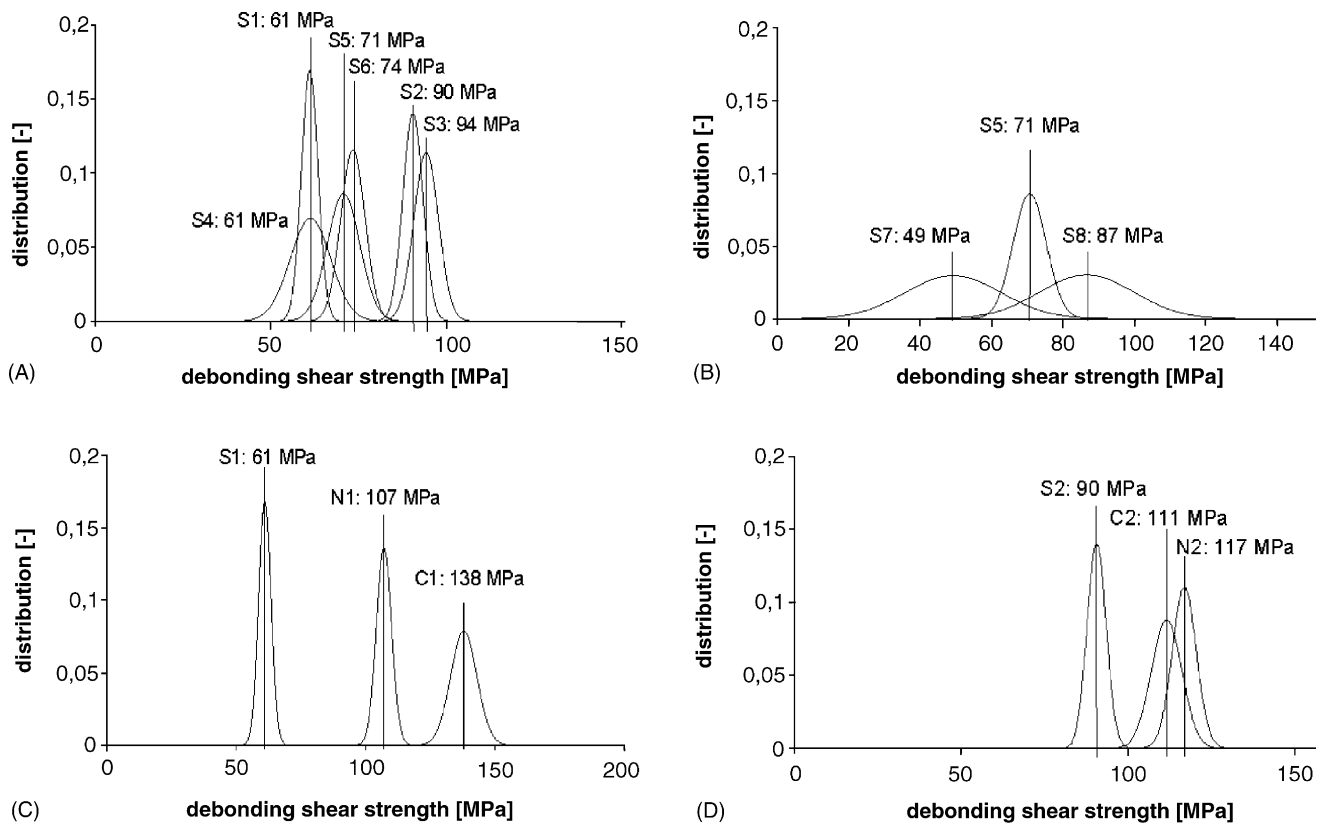 0,2
0,15
0,1
0,05
0
distribution [-]
S1: 61 MPa
S5: 71 MPa
S6: 74 MPa
S2: 90 MPa
S3: 94 MPa
S4: 61 MPa
0 50 100 150
debonding shear strength [MPa]
(A)
0,2
0,15
0,1
0,05
0
distribution [-]
S5: 71 MPa
S7: 49 MPa
S8: 87 MPa
0 20 40 60 80 100 120 140
debonding shear strength [MPa]
(B)
0,2
0,15
0,1
0,05
0
distribution [-]
S1: 61 MPa
N1: 107 MPa
C1: 138 MPa
0 50 100 150 200
debonding shear strength [MPa]
(C)
0,2
0,15
0,1
0,05
0
distribution [-]
S2: 90 MPa
C2: 111 MPa
N2: 117 MPa
0 50 100 150
debonding shear strength [MPa]
(D)